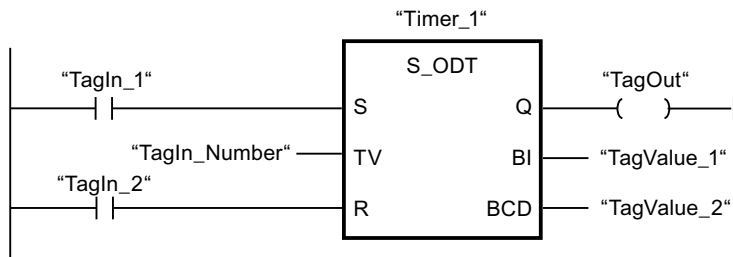 “Timer_1“
S_ODT
“TagIn_1“
“TagOut“
S
Q
“TagIn_Number“
TV
BI
“TagValue_1“
“TagIn_2“
R
BCD
“TagValue_2“